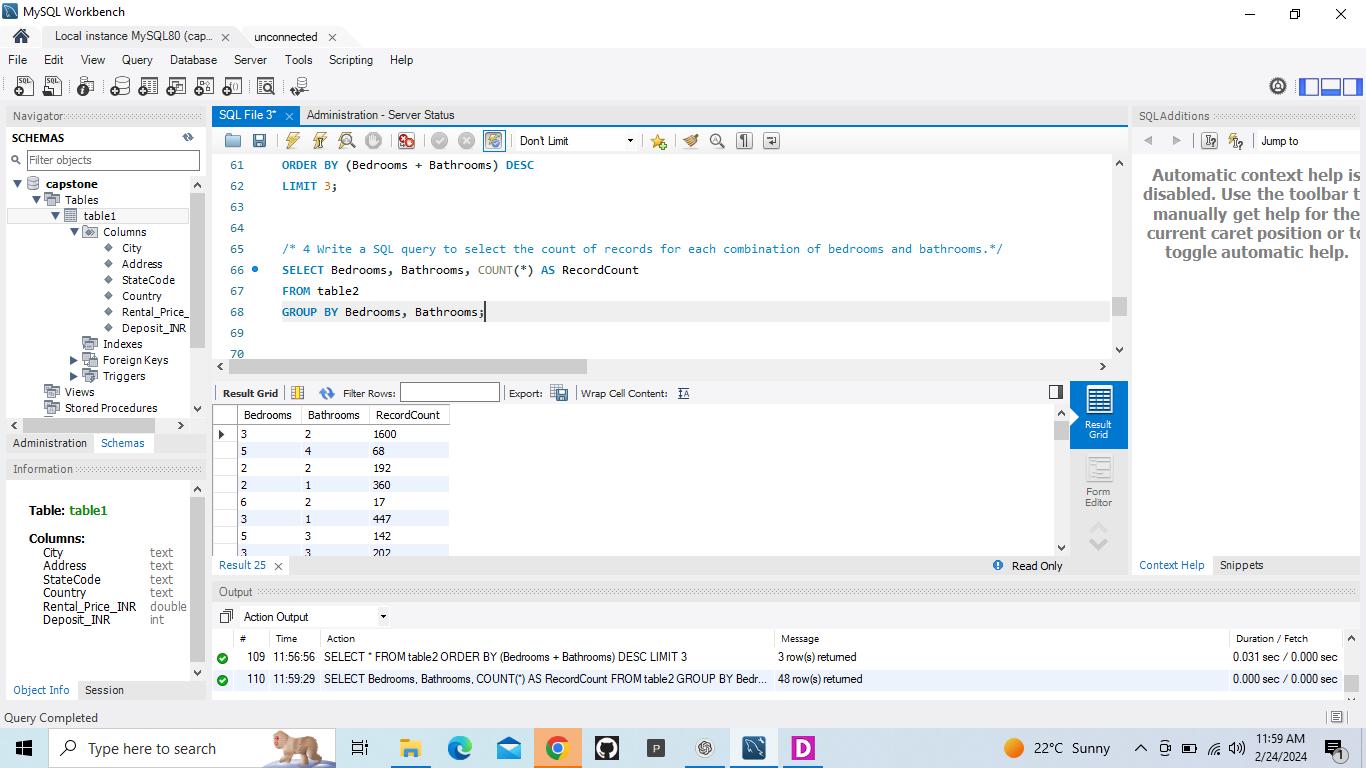 MySQL Workbench
Local instance MySQL80 (cap... × unconnected ×
File Edit View Query Database Server Tools Scripting Help
Navigator
SCHEMAS
Filter objects
capstone
Tables
table1
Columns
City
Address
StateCode
Country
Rental_Price_
Deposit_INR
Indexes
Foreign Keys
Triggers
Views
Stored Procedures
Administration Schemas
Information
Table: table1
Columns:
City text
Address text
StateCode text
Country text
Rental_Price_INR double
Deposit_INR int
Object Info Session
SQL File 3* × Administration - Server Status
Don't Limit
61 ORDER BY (Bedrooms + Bathrooms) DESC
62 LIMIT 3;
63
64
65 /* 4 Write a SQL query to select the count of records for each combination of bedrooms and bathrooms.*/
66 SELECT Bedrooms, Bathrooms, COUNT(*) AS RecordCount
67 FROM table2
68 GROUP BY Bedrooms, Bathrooms;
69
70
Result Grid Filter Rows: Export: Wrap Cell Content:
Bedrooms Bathrooms RecordCount
3 2 1600
5 4 68
2 2 192
2 1 360
6 2 17
3 1 447
5 3 142
3 3 202
Result Grid
Form Editor
Result 25 × Read Only
SQLAdditions
Jump to
Automatic context help is
disabled. Use the toolbar t
manually get help for the
current caret position or to
toggle automatic help.
Context Help Snippets
Output
Action Output
# Time Action Message Duration / Fetch
109 11:56:56 SELECT * FROM table2 ORDER BY (Bedrooms + Bathrooms) DESC LIMIT 3 3 row(s) returned 0.031 sec / 0.000 sec
110 11:59:29 SELECT Bedrooms, Bathrooms, COUNT(*) AS RecordCount FROM table2 GROUP BY Bedr... 48 row(s) returned 0.000 sec / 0.000 sec
Query Completed
Type here to search
22°C Sunny
11:59 AM
2/24/2024
1